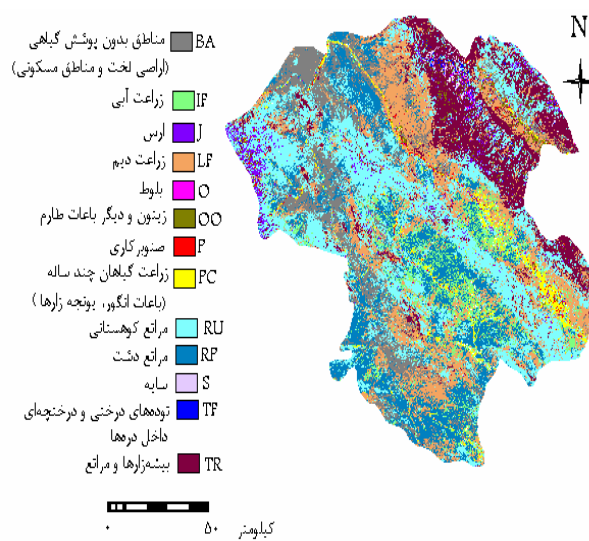 N
مناطق بدون پوشش گیاهی BA
(اراضی لخت و مناطق مسکونی)
زراعت آبی IF
ارس J
زراعت دیم LF
بلوط O
زیتون و دیگر باغات طارم OO
صنوبرکاری P
زراعت گیاهان چند ساله PC
(باغات انگور، یونجه زارها)
مراتع کوهستانی RU
مراتع دشت RP
سایه S
توده‌های درختی و درختچه‌ای TF
داخل دره‌ها
بیشه‌زارها و مراتع TR
۰ ۵۰ کیلومتر